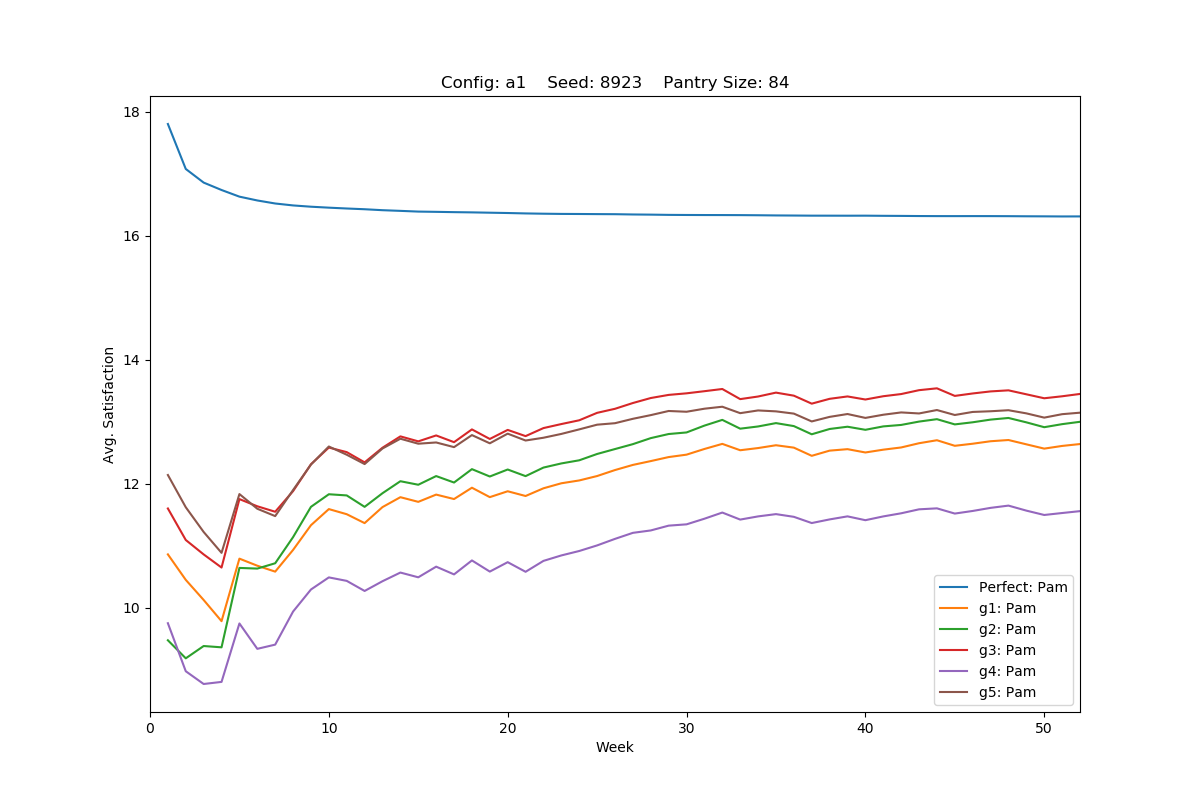 Config: a1    Seed: 8923    Pantry Size: 84
18
16
14
12
10
Avg. Satisfaction
0 10 20 30 40 50
Week
Perfect: Pam
g1: Pam
g2: Pam
g3: Pam
g4: Pam
g5: Pam